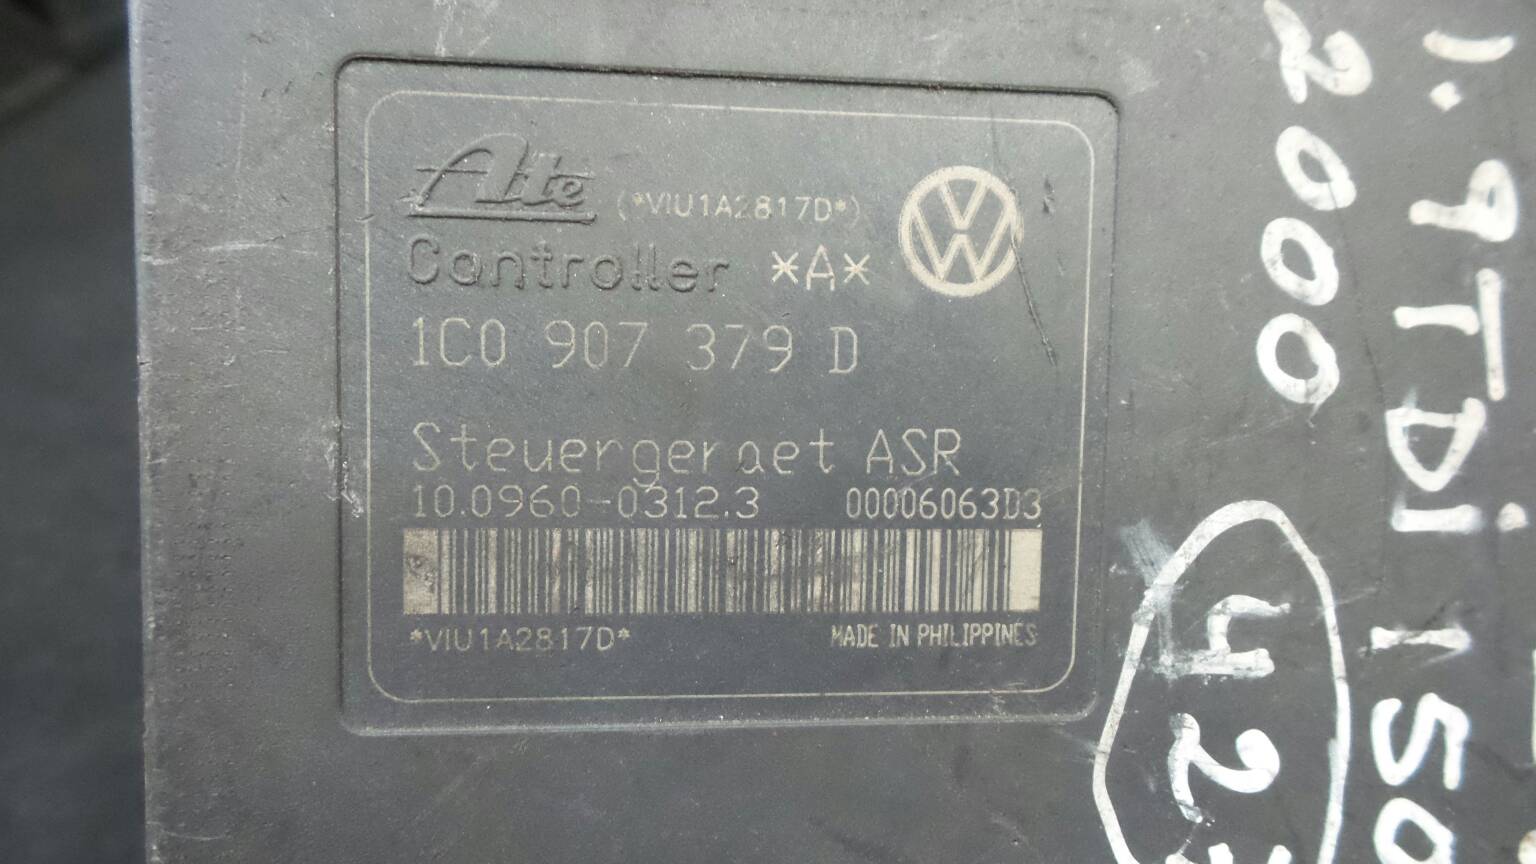 Ate (*VIU1A2817D*)
Controller *A*
1C0 907 379 D
Steuergeraet ASR
10.0960-0312.3 00006063D3
*VIU1A2817D* MADE IN PHILIPPINES
1.9TDi 150
2000
423